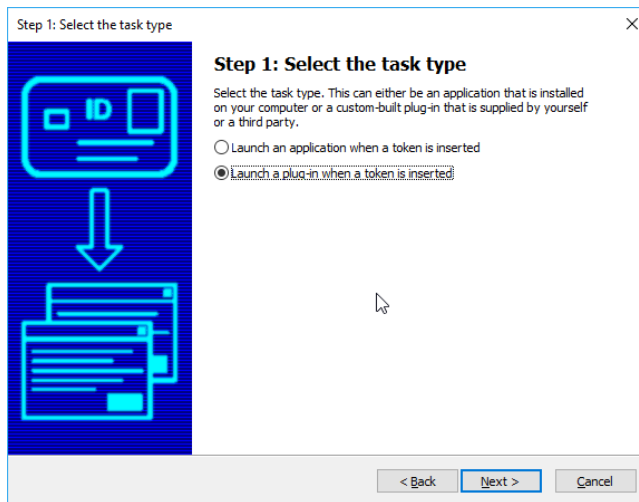 Step 1: Select the task type
Step 1: Select the task type
Select the task type. This can either be an application that is installed
on your computer or a custom-built plug-in that is supplied by yourself
or a third party.
Launch an application when a token is inserted
Launch a plug-in when a token is inserted
ID
< Back Next > Cancel